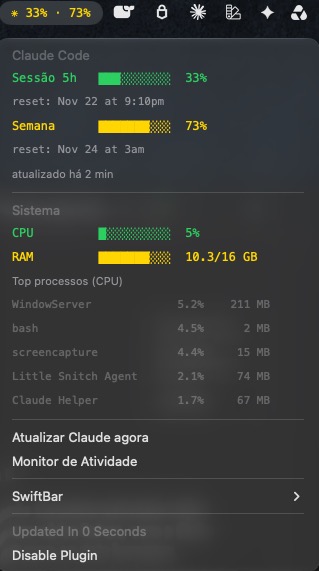 ✳ 33% · 73%
Claude Code
Sessão 5h 33%
reset: Nov 22 at 9:10pm
Semana 73%
reset: Nov 24 at 3am
atualizado há 2 min
Sistema
CPU 5%
RAM 10.3/16 GB
Top processos (CPU)
WindowServer 5.2% 211 MB
bash 4.5% 2 MB
screencapture 4.4% 15 MB
Little Snitch Agent 2.1% 74 MB
Claude Helper 1.7% 67 MB
Atualizar Claude agora
Monitor de Atividade
SwiftBar
Updated In 0 Seconds
Disable Plugin